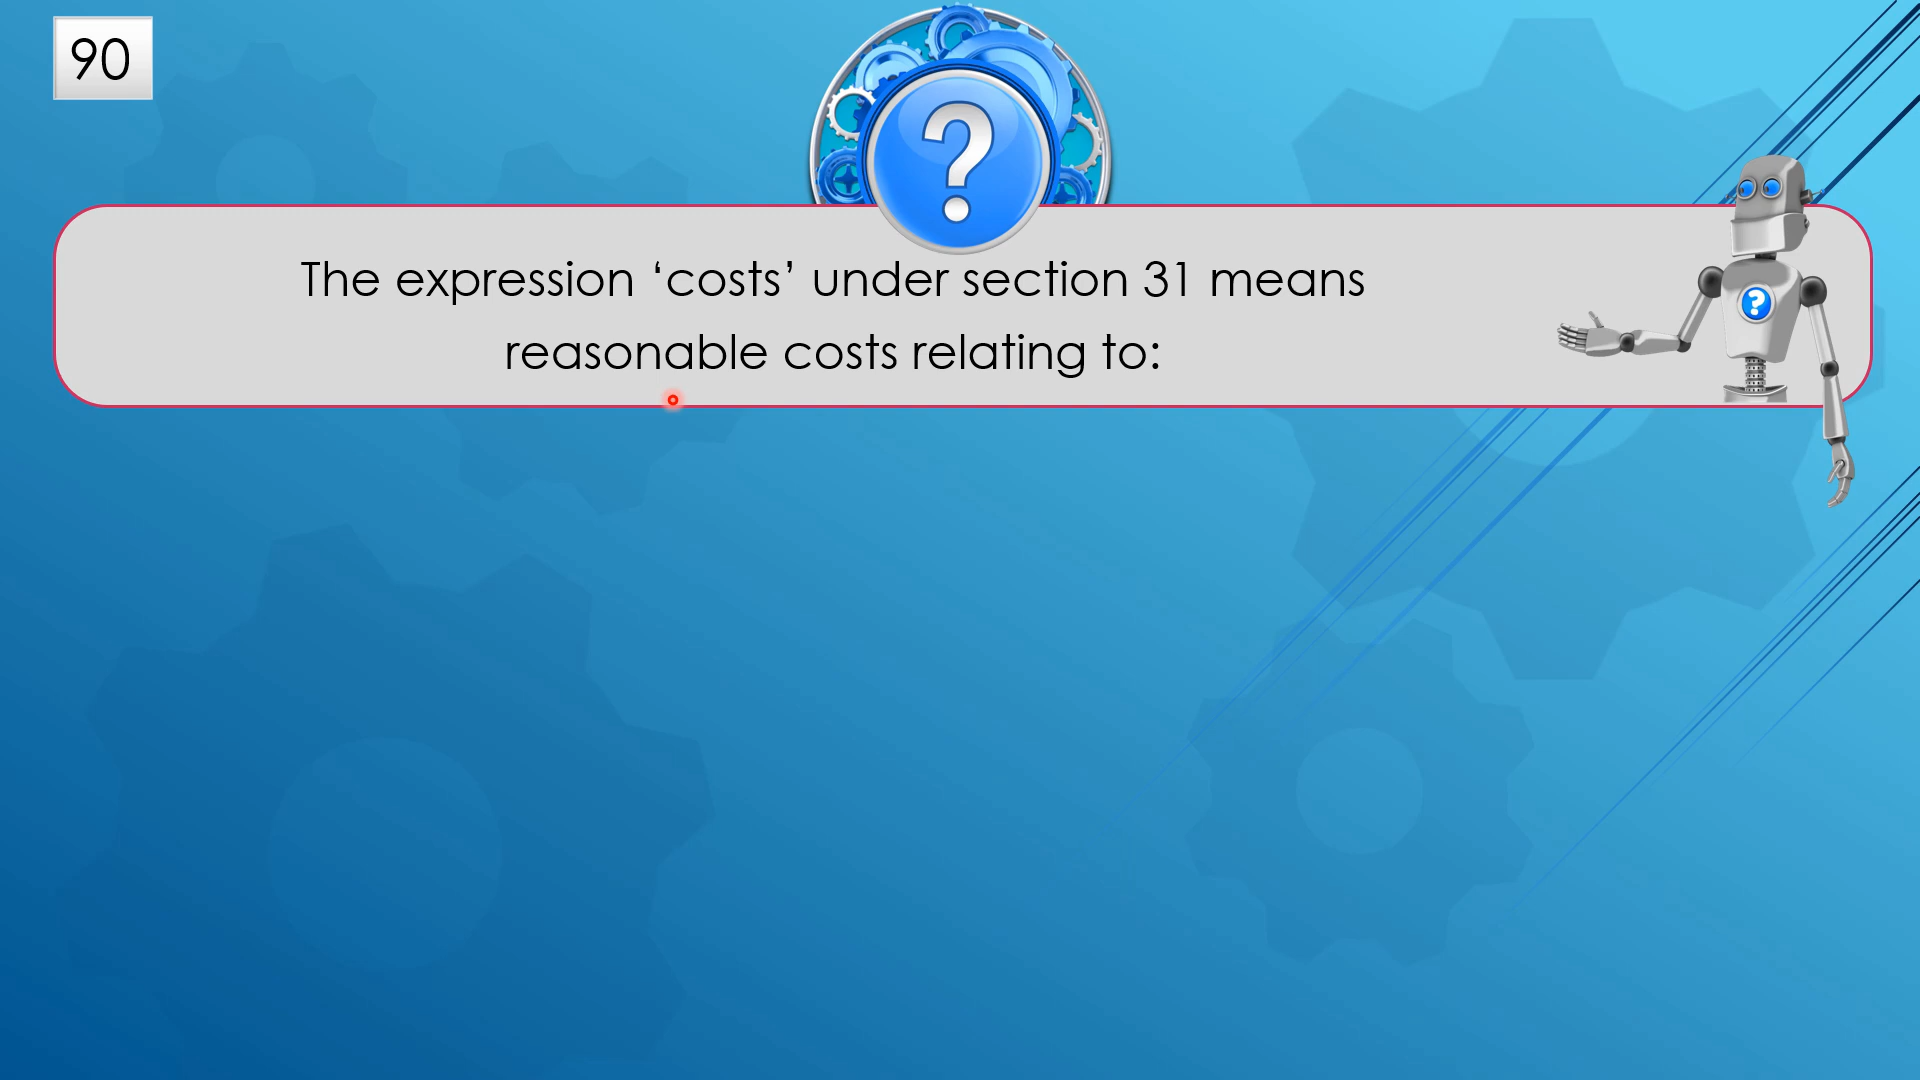 90
?
The expression ‘costs’ under section 31 means
?
reasonable costs relating to: